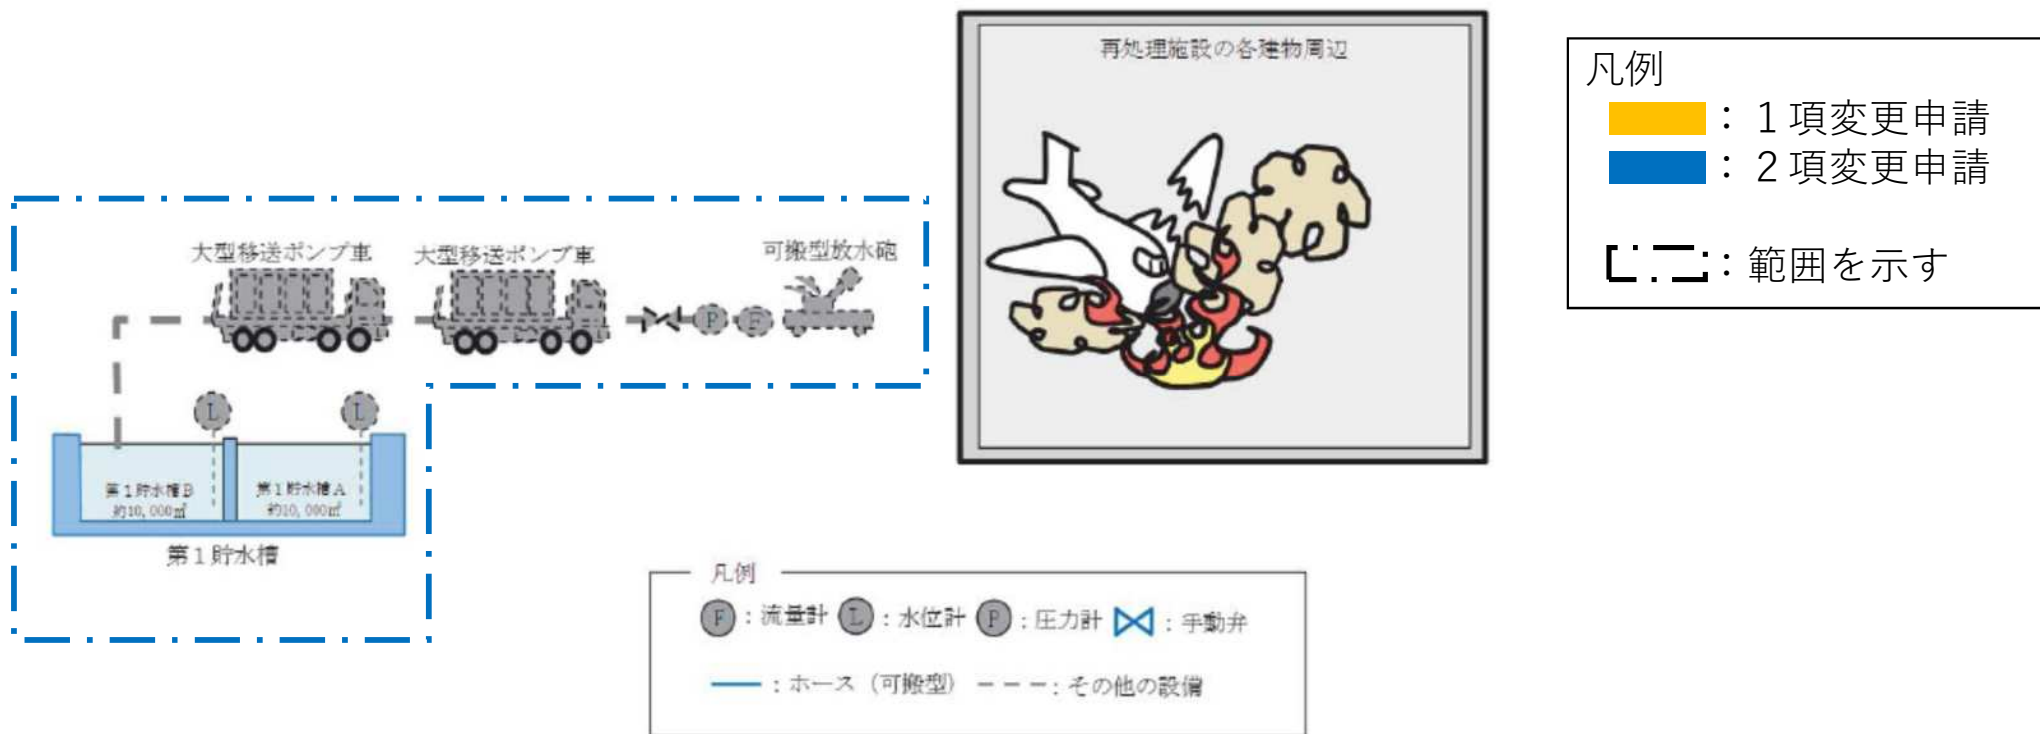 再処理施設の各建物周辺
凡例
：１項変更申請
：２項変更申請
：範囲を示す
大型移送ポンプ車
大型移送ポンプ車
可搬型放水砲
P
F
L
L
第１貯水槽Ｂ
約10,000㎥
第１貯水槽Ａ
約10,000㎥
第１貯水槽
凡例
F：流量計 L：水位計 P：圧力計 ：手動弁
：ホース（可搬型） ：その他の設備